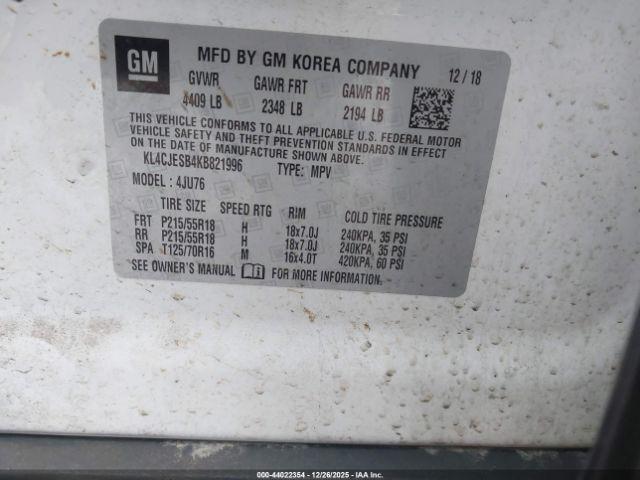 GM
MFD BY GM KOREA COMPANY 12/18
GVWR GAWR FRT GAWR RR
4409 LB 2348 LB 2194 LB
THIS VEHICLE CONFORMS TO ALL APPLICABLE U.S. FEDERAL MOTOR
VEHICLE SAFETY AND THEFT PREVENTION STANDARDS IN EFFECT
ON THE DATE OF MANUFACTURE SHOWN ABOVE.
KL4CJESB4KB821996 TYPE: MPV
MODEL: 4JU76
TIRE SIZE SPEED RTG RIM COLD TIRE PRESSURE
FRT P215/55R18 H 18x7.0J 240KPA, 35 PSI
RR P215/55R18 H 18x7.0J 240KPA, 35 PSI
SPA T125/70R16 M 16x4.0T 420KPA, 60 PSI
SEE OWNER'S MANUAL i FOR MORE INFORMATION.
000-44022354 | 12/26/2025 | IAA Inc.